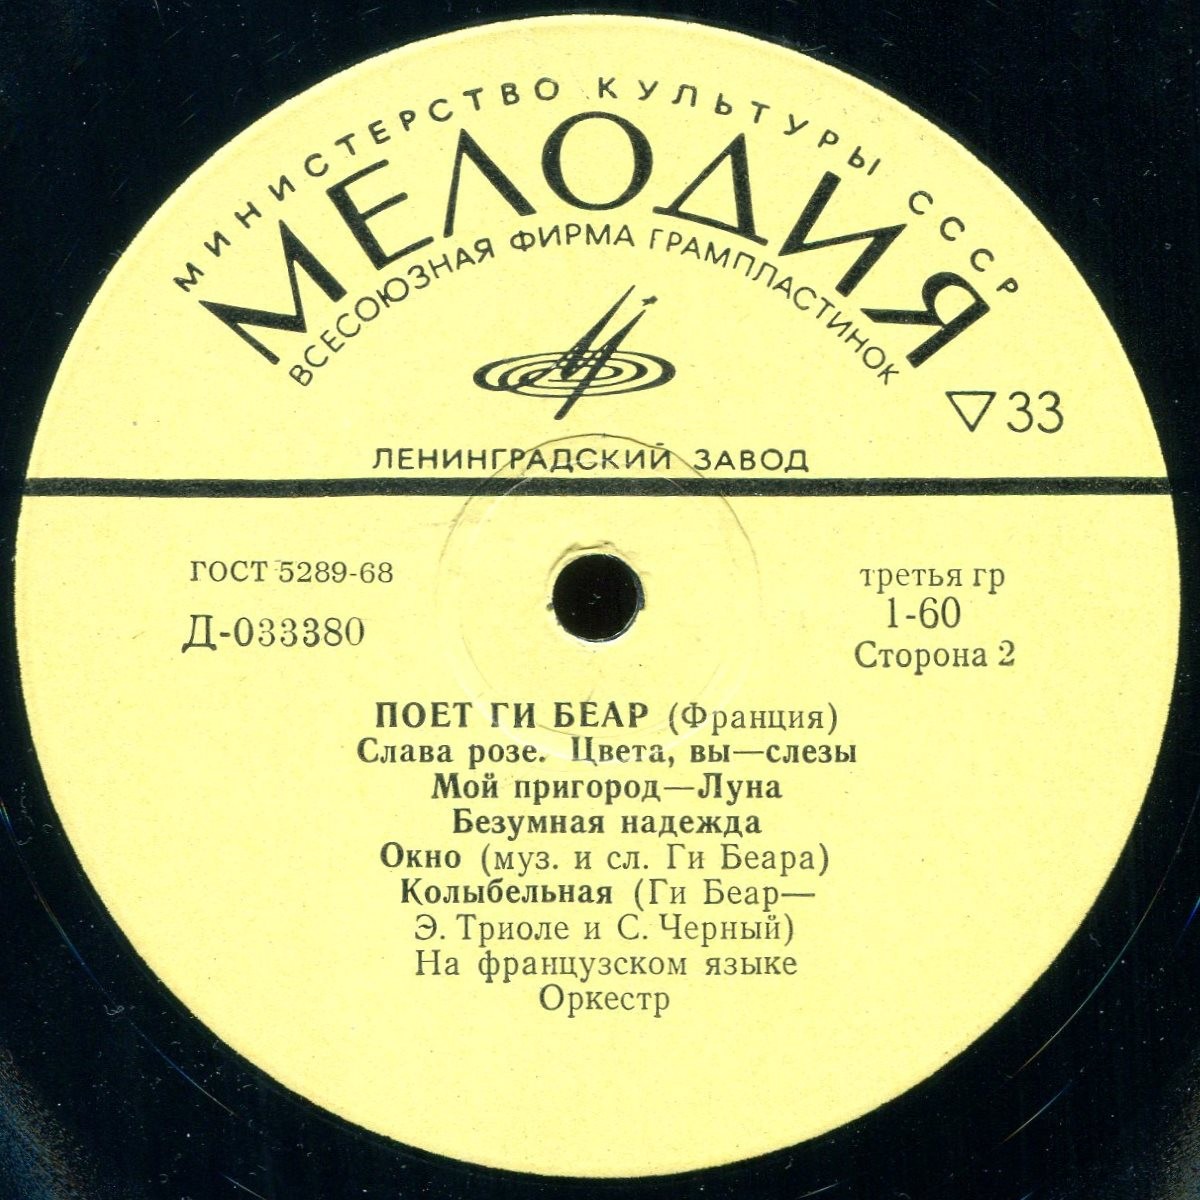 МИНИСТЕРСТВО КУЛЬТУРЫ СССР
МЕЛОДИЯ
ВСЕСОЮЗНАЯ ФИРМА ГРАМПЛАСТИНОК
▽33
ЛЕНИНГРАДСКИЙ ЗАВОД
ГОСТ 5289-68
Д-033380
третья гр
1-60
Сторона 2
ПОЕТ ГИ БЕАР (Франция)
Слава розе. Цвета, вы—слезы
Мой пригород—Луна
Безумная надежда
Окно (муз. и сл. Ги Беара)
Колыбельная (Ги Беар—
Э. Триоле и С. Черный)
На французском языке
Оркестр